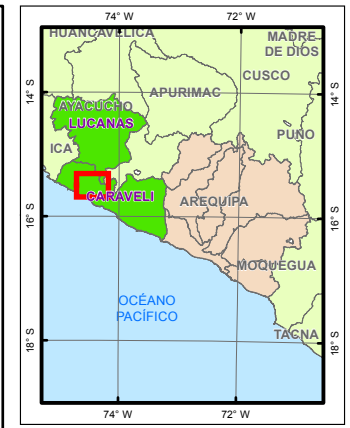 74° W 72° W
HUANCAVELICA
MADRE
DE DIOS
CUSCO
14° S
14° S
APURIMAC
AYACUCHO
LUCANAS
PUNO
ICA
CARAVELI
AREQUIPA
16° S
16° S
MOQUEGUA
OCÉANO
PACÍFICO
18° S
18° S
TACNA
74° W 72° W